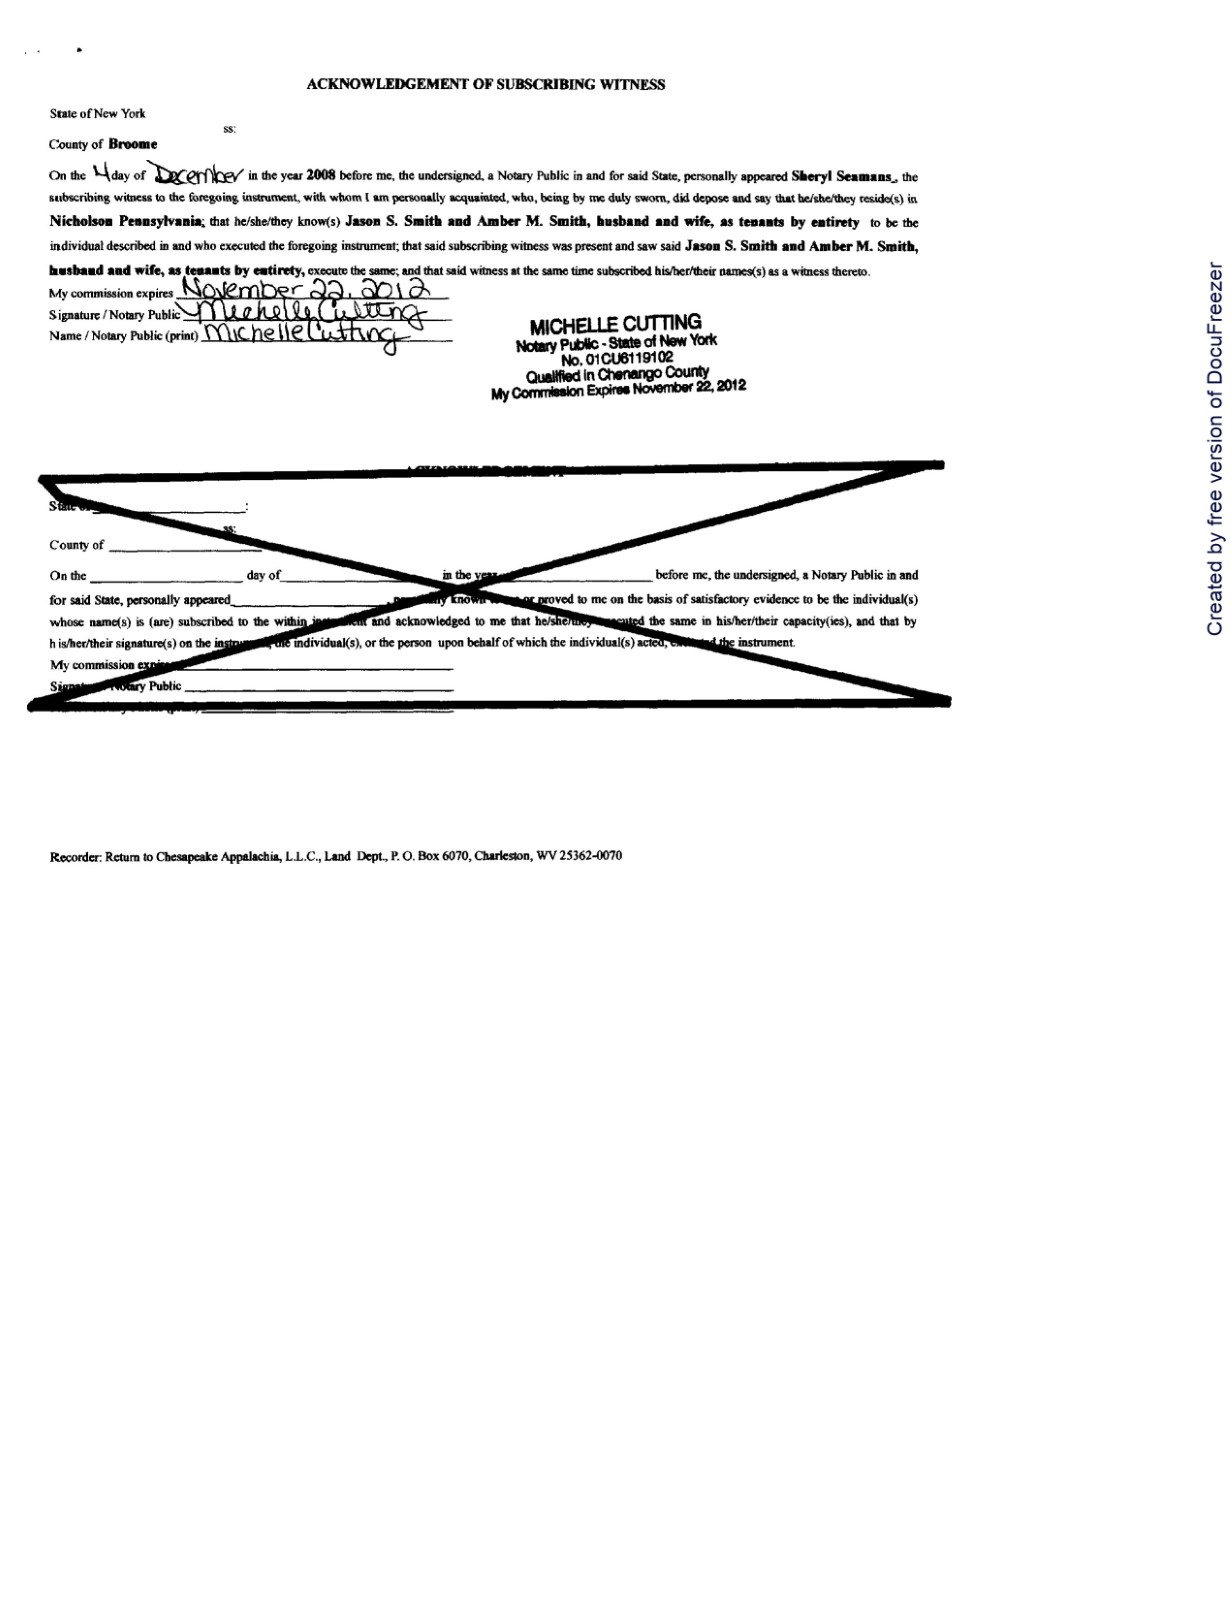 ACKNOWLEDGEMENT OF SUBSCRIBING WITNESS
State of New York
ss:
County of Broome
On the 4 day of December in the year 2008 before me, the undersigned, a Notary Public in and for said State, personally appeared Sheryl Seamans , the
subscribing witness to the foregoing instrument, with whom I am personally acquainted, who, being by me duly sworn, did depose and say that he/she/they reside(s) in
Nicholson Pennsylvania; that he/she/they know(s) Jason S. Smith and Amber M. Smith, husband and wife, as tenants by entirety to be the
individual described in and who executed the foregoing instrument; that said subscribing witness was present and saw said Jason S. Smith and Amber M. Smith,
husband and wife, as tenants by entirety, execute the same; and that said witness at the same time subscribed his/her/their names(s) as a witness thereto.
My commission expires November 22, 2012
Signature / Notary Public Michelle Cutting
Name / Notary Public (print) Michelle Cutting
MICHELLE CUTTING
Notary Public - State of New York
No. 01CU6119102
Qualified in Chenango County
My Commission Expires November 22, 2012
State of ____ :
ss:
County of ____
On the ____ day of ____ in the year ____ before me, the undersigned, a Notary Public in and
for said State, personally appeared ____ , known or proved to me on the basis of satisfactory evidence to be the individual(s)
whose name(s) is (are) subscribed to the within and acknowledged to me that he/she/they executed the same in his/her/their capacity(ies), and that by
h is/her/their signature(s) on the the individual(s), or the person upon behalf of which the individual(s) acted, the instrument.
My commission expires ____
Notary Public ____
Recorder: Return to Chesapeake Appalachia, L.L.C., Land Dept., P. O. Box 6070, Charleston, WV 25362-0070
Created by free version of DocuFreezer